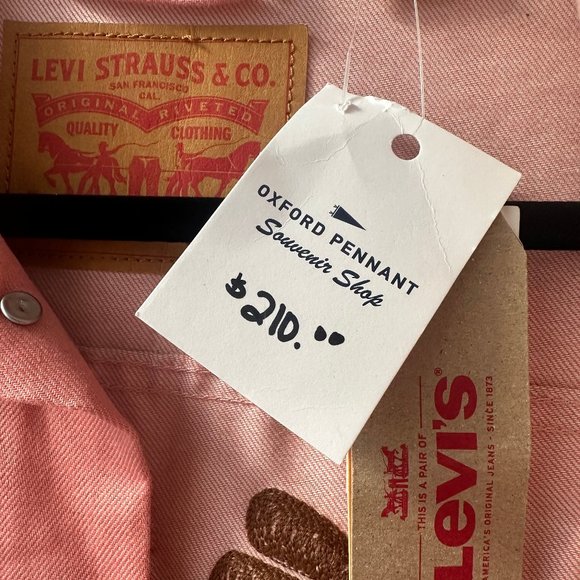 LEVI STRAUSS & CO.
SAN FRANCISCO
CAL.
ORIGINAL RIVETED
QUALITY CLOTHING
OXFORD PENNANT
Souvenir Shop
$210.00
THIS IS A PAIR OF
Levi's®
AMERICA'S ORIGINAL JEANS - SINCE 1873